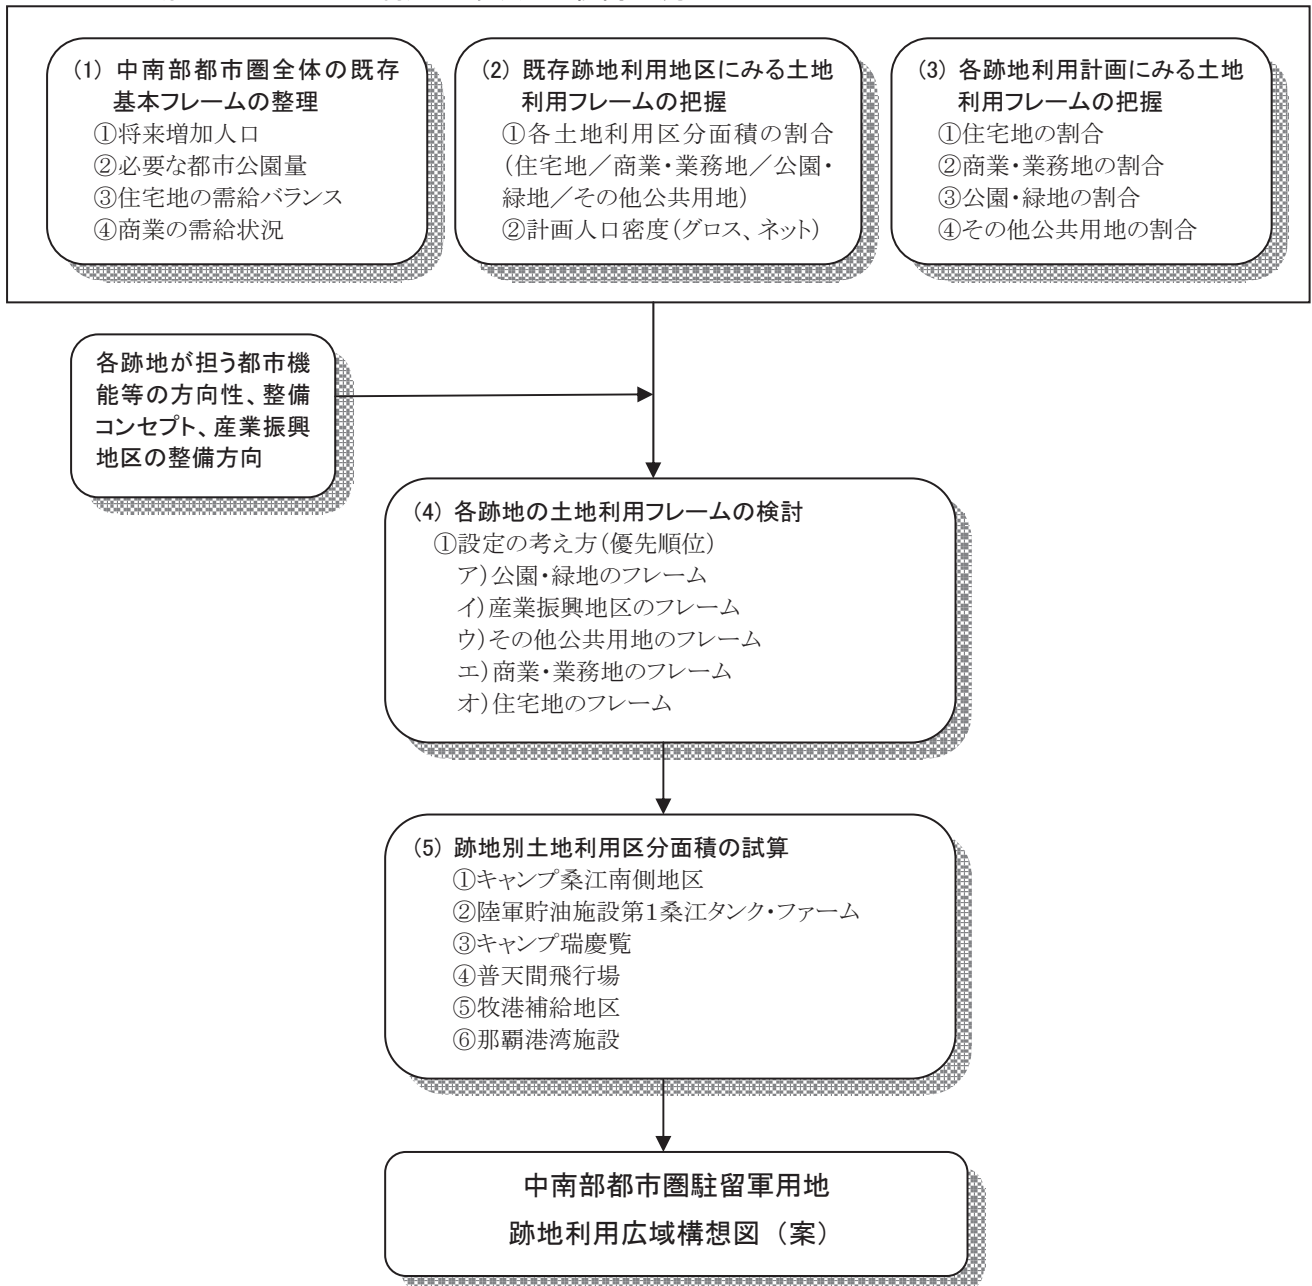 (1) 中南部都市圏全体の既存
基本フレームの整理
①将来増加人口
②必要な都市公園量
③住宅地の需給バランス
④商業の需給状況
(2) 既存跡地利用地区にみる土地
利用フレームの把握
①各土地利用区分面積の割合
(住宅地／商業・業務地／公園・
緑地／その他公共用地)
②計画人口密度(グロス、ネット)
(3) 各跡地利用計画にみる土地
利用フレームの把握
①住宅地の割合
②商業・業務地の割合
③公園・緑地の割合
④その他公共用地の割合
各跡地が担う都市機
能等の方向性、整備
コンセプト、産業振興
地区の整備方向
(4) 各跡地の土地利用フレームの検討
①設定の考え方(優先順位)
ア)公園・緑地のフレーム
イ)産業振興地区のフレーム
ウ)その他公共用地のフレーム
エ)商業・業務地のフレーム
オ)住宅地のフレーム
(5) 跡地別土地利用区分面積の試算
①キャンプ桑江南側地区
②陸軍貯油施設第１桑江タンク・ファーム
③キャンプ瑞慶覧
④普天間飛行場
⑤牧港補給地区
⑥那覇港湾施設
中南部都市圏駐留軍用地
跡地利用広域構想図（案）